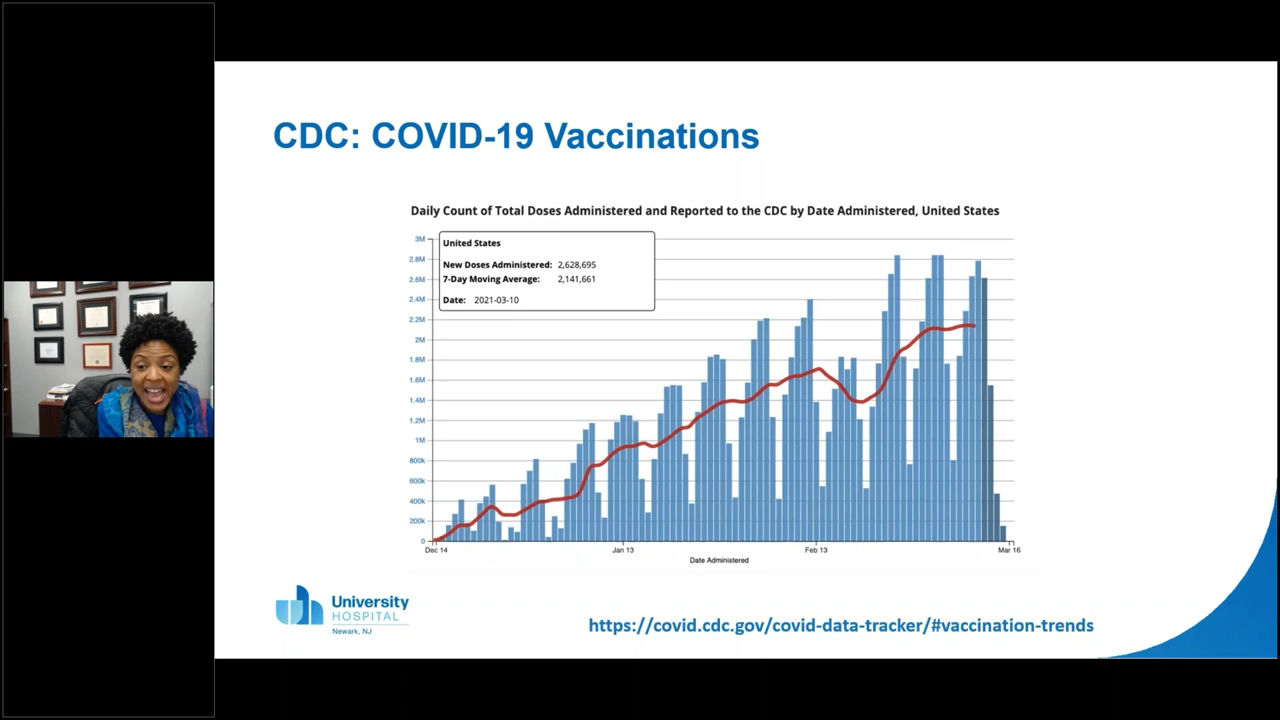 CDC: COVID-19 Vaccinations
Daily Count of Total Doses Administered and Reported to the CDC by Date Administered, United States
United States
New Doses Administered: 2,628,695
7-Day Moving Average: 2,141,661
Date: 2021-03-10
3M
2.8M
2.6M
2.4M
2.2M
2M
1.8M
1.6M
1.4M
1.2M
1M
800k
600k
400k
200k
0
Dec 14 Jan 13 Feb 13 Mar 16
Date Administered
University
HOSPITAL
Newark, NJ
https://covid.cdc.gov/covid-data-tracker/#vaccination-trends